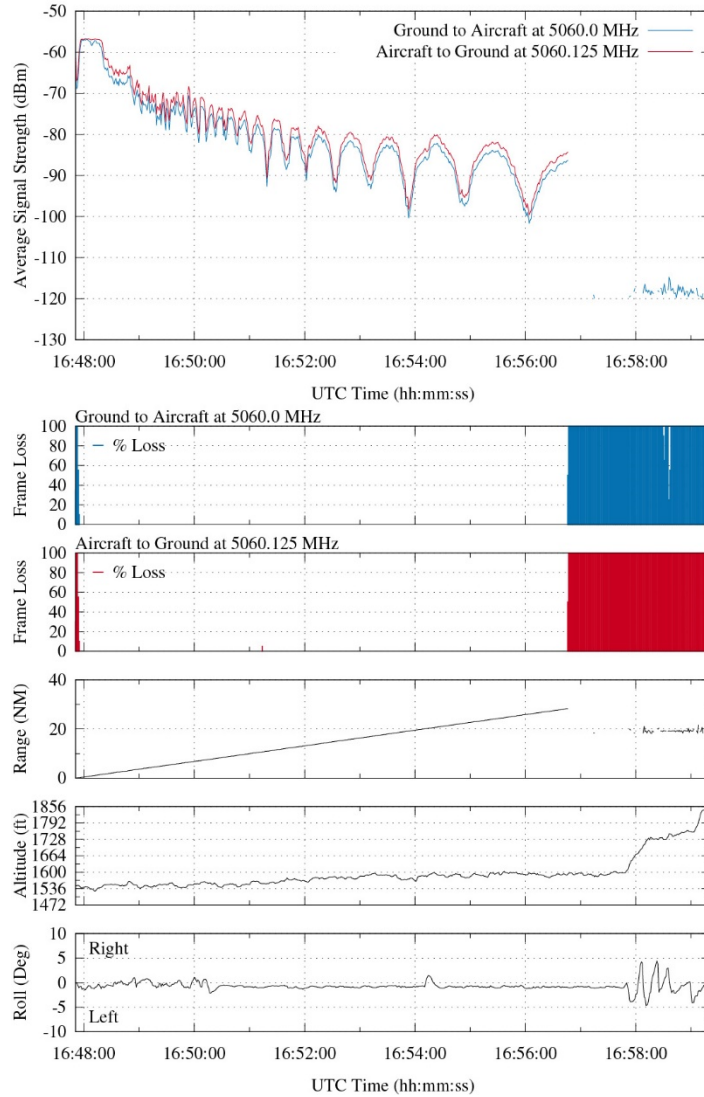 Ground to Aircraft at 5060.0 MHz
Aircraft to Ground at 5060.125 MHz
Average Signal Strength (dBm)
-50
-60
-70
-80
-90
-100
-110
-120
-130
16:48:00 16:50:00 16:52:00 16:54:00 16:56:00 16:58:00
UTC Time (hh:mm:ss)
Ground to Aircraft at 5060.0 MHz
Frame Loss
100
80
60
40
20
0
% Loss
Aircraft to Ground at 5060.125 MHz
Frame Loss
100
80
60
40
20
0
% Loss
Range (NM)
40
20
0
Altitude (ft)
1856
1792
1728
1664
1600
1536
1472
Roll (Deg)
10
5
0
-5
-10
Right
Left
16:48:00 16:50:00 16:52:00 16:54:00 16:56:00 16:58:00
UTC Time (hh:mm:ss)